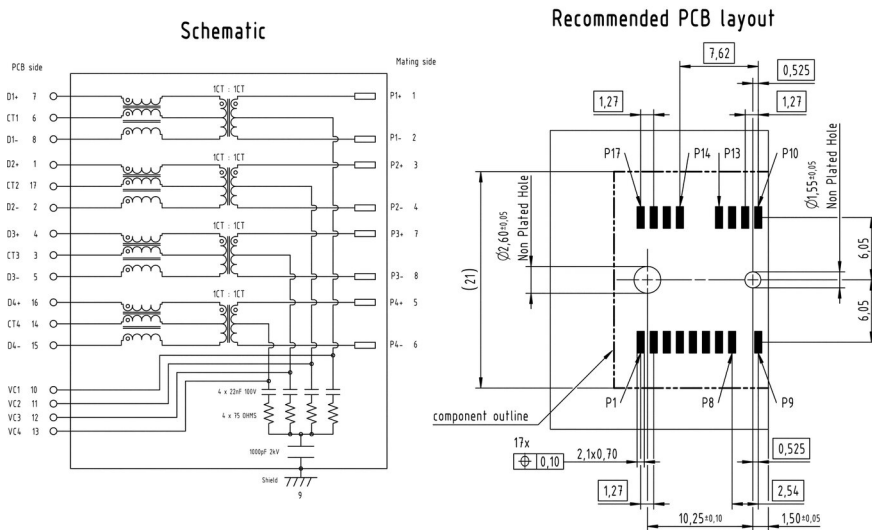 Schematic
PCB side
Mating side
D1+ 7
1CT : 1CT
P1+ 1
CT1 6
D1- 8
P1- 2
D2+ 1
1CT : 1CT
P2+ 3
CT2 17
D2- 2
P2- 4
D3+ 4
1CT : 1CT
P3+ 7
CT3 3
D3- 5
P3- 8
D4+ 16
1CT : 1CT
P4+ 5
CT4 14
D4- 15
P4- 6
VC1 10
VC2 11
VC3 12
VC4 13
4 x 22nF 100V
4 x 75 OHMS
1000pF 2kV
Shield
9
Recommended PCB layout
7,62
0,525
1,27
1,27
P17
P14
P13
P10
Ø2,60±0,05
Non Plated Hole
Ø1,55±0,05
Non Plated Hole
(21)
6,05
6,05
P1
P8
P9
component outline
17x
0,10
2,1x0,70
0,525
1,27
2,54
10,25±0,10
1,50±0,05